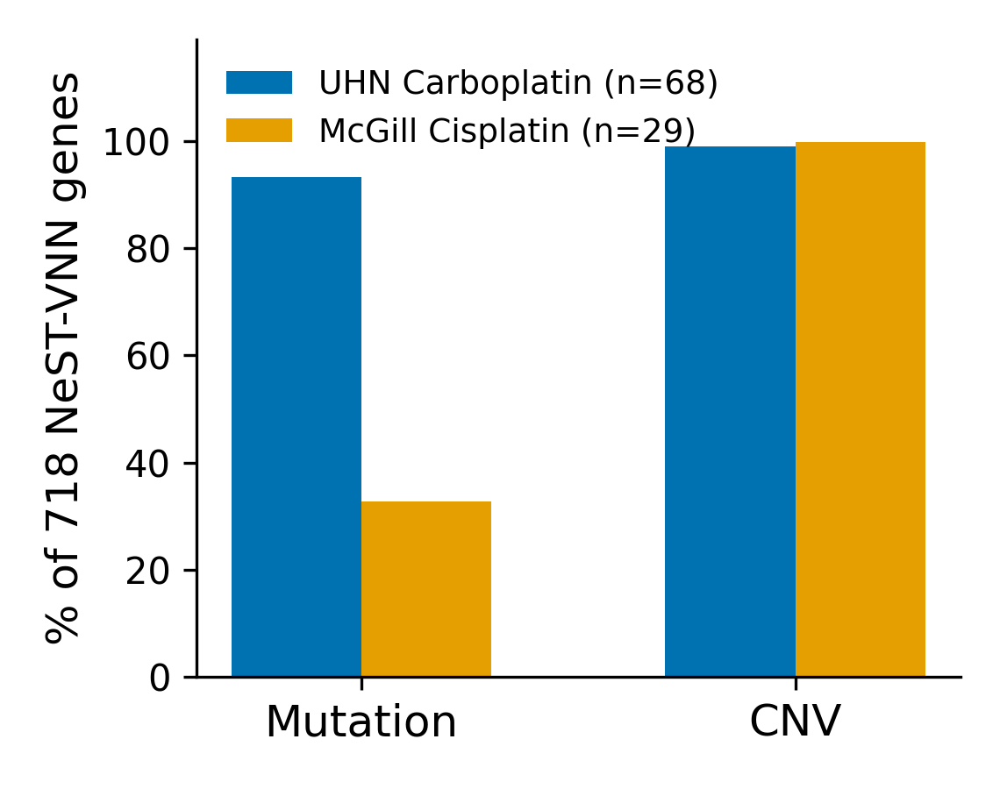 % of 718 NeST-VNN genes
UHN Carboplatin (n=68)
McGill Cisplatin (n=29)
100
80
60
40
20
0
Mutation
CNV